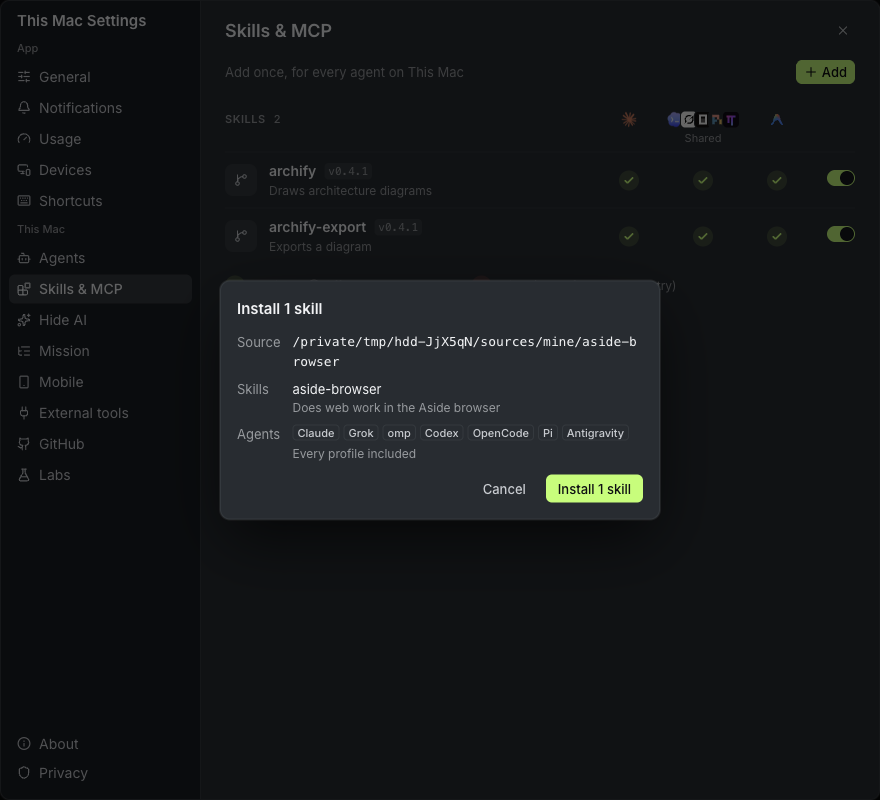 This Mac Settings
App
General
Notifications
Usage
Devices
Shortcuts
This Mac
Agents
Skills & MCP
Hide AI
Mission
Mobile
External tools
GitHub
Labs
About
Privacy
Skills & MCP
Add once, for every agent on This Mac
Add
SKILLS 2
Shared
archify v0.4.1
Draws architecture diagrams
archify-export v0.4.1
Exports a diagram
Install 1 skill
Source /private/tmp/hdd-JjX5qN/sources/mine/aside-b
rowser
Skills aside-browser
Does web work in the Aside browser
Agents Claude Grok omp Codex OpenCode Pi Antigravity
Every profile included
Cancel Install 1 skill